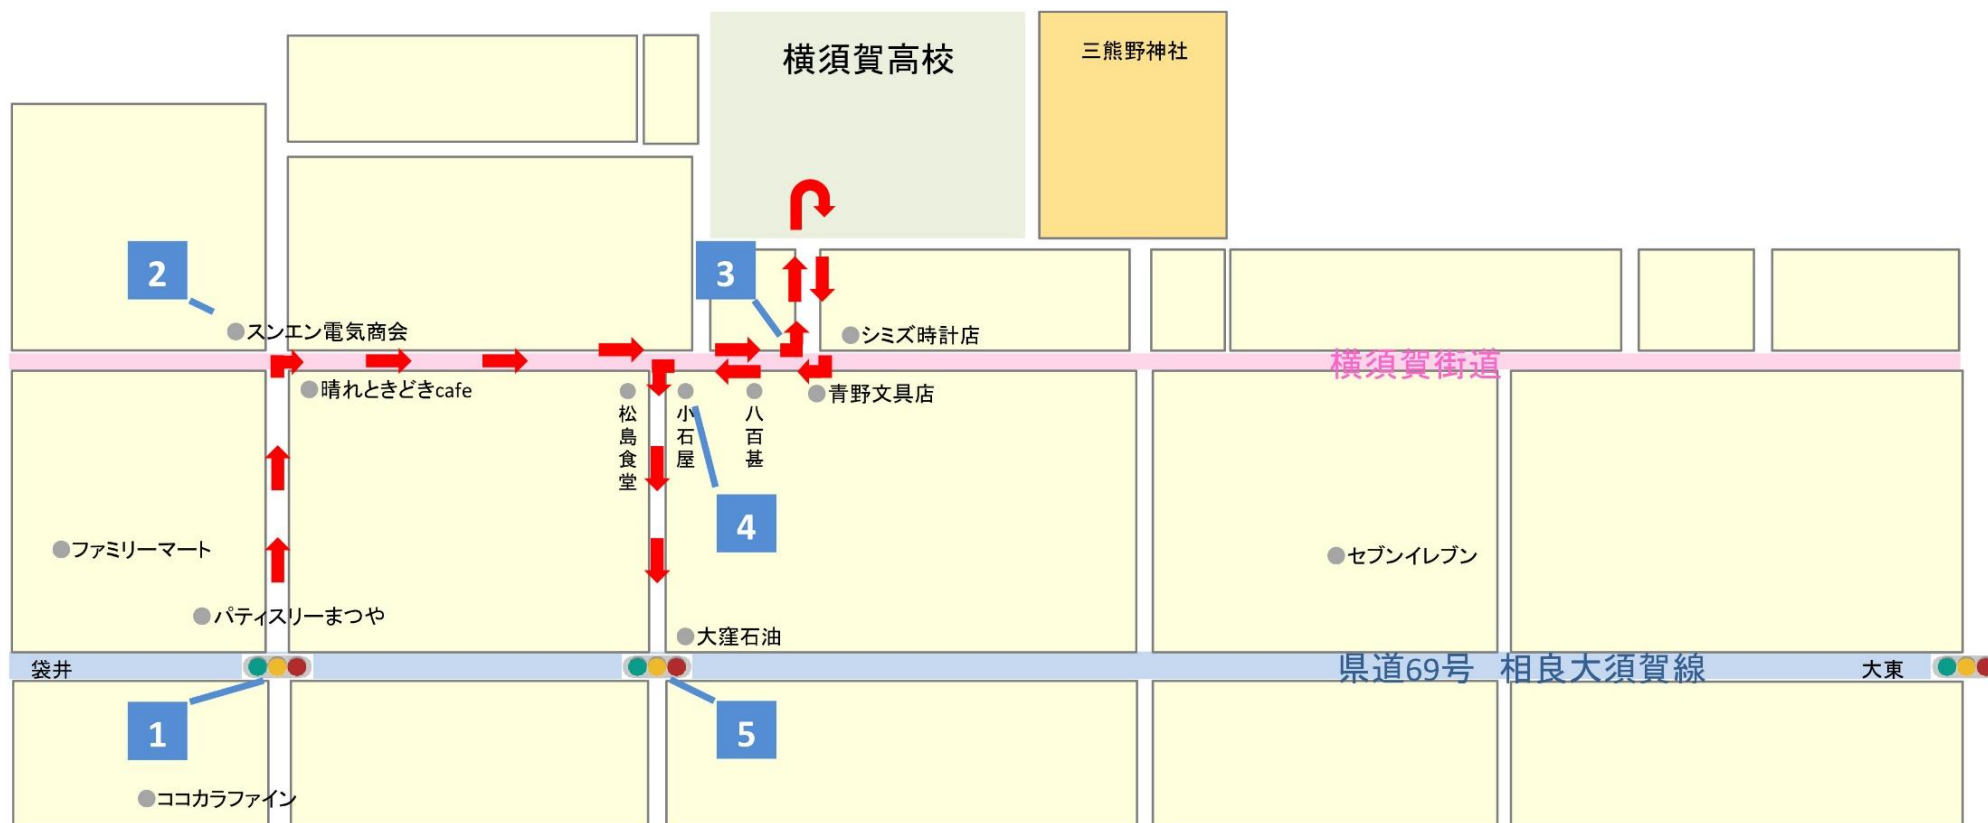 横須賀高校
三熊野神社
2
3
スンエン電気商会
シミズ時計店
横須賀街道
晴れときどきcafe
松島食堂
小石屋
八百甚
青野文具店
4
ファミリーマート
セブンイレブン
パティスリーまつや
大窪石油
袋井
県道69号 相良大須賀線
大東
1
5
ココカラファイン